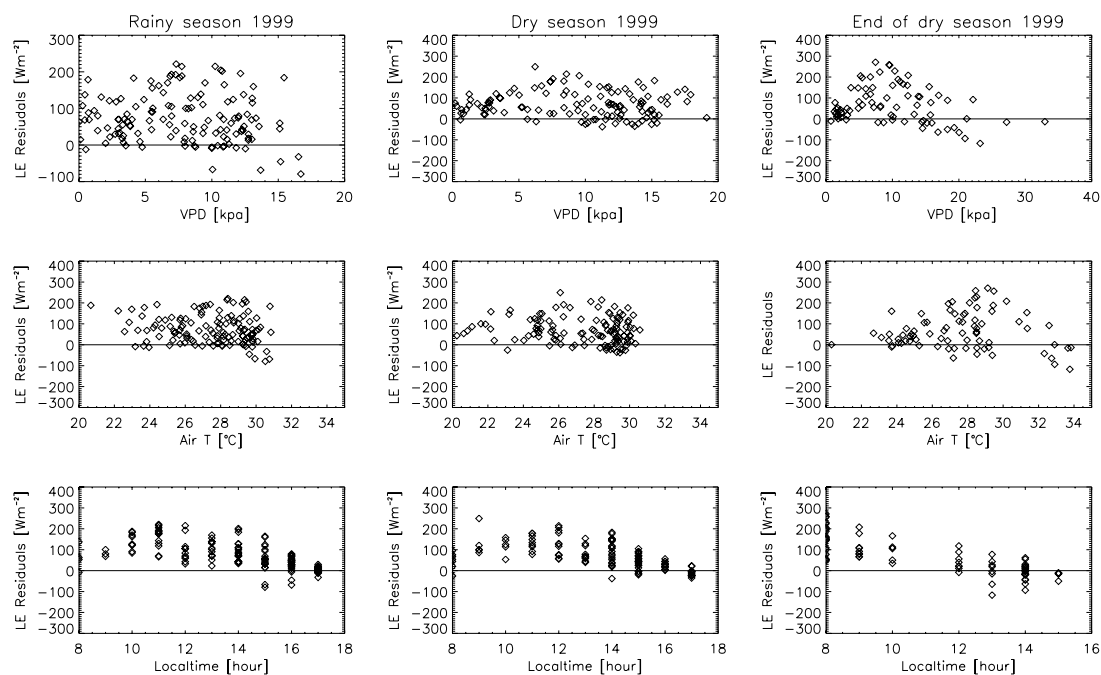 Rainy season 1999
300
200
100
0
-100
LE Resiuduals [Wm⁻²]
0 5 10 15 20
VPD [kpa]
Dry season 1999
400
300
200
100
0
-100
-200
-300
LE Residuals [Wm⁻²]
0 5 10 15 20
VPD [kpa]
End of dry season 1999
400
300
200
100
0
-100
-200
-300
LE Residuals [Wm⁻²]
0 10 20 30 40
VPD [kpa]
400
300
200
100
0
-100
-200
-300
LE Residuals [Wm⁻²]
20 22 24 26 28 30 32 34
Air T [°C]
400
300
200
100
0
-100
-200
-300
LE Residuals [Wm⁻²]
20 22 24 26 28 30 32 34
Air T [°C]
400
300
200
100
0
-100
-200
-300
LE Residuals
20 22 24 26 28 30 32 34
Air T [°C]
400
300
200
100
0
-100
-200
-300
LE Residuals [Wm⁻²]
8 10 12 14 16 18
Localtime [hour]
400
300
200
100
0
-100
-200
-300
LE Residuals [Wm⁻²]
8 10 12 14 16 18
Localtime [hour]
400
300
200
100
0
-100
-200
-300
LE Residuals [Wm⁻²]
8 10 12 14 16
Localtime [hour]